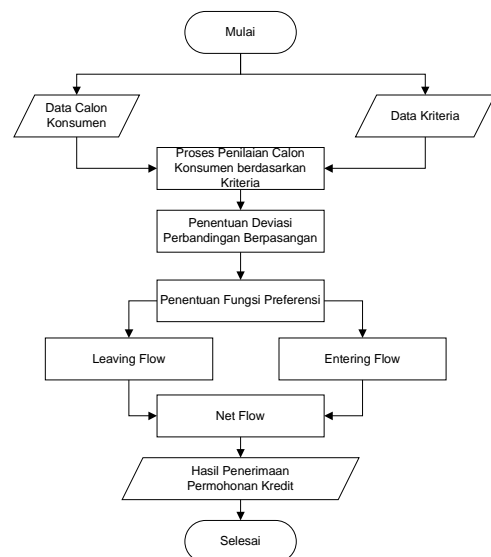 Mulai
Data Calon
Konsumen
Data Kriteria
Proses Penilaian Calon
Konsumen berdasarkan
Kriteria
Penentuan Deviasi
Perbandingan Berpasangan
Penentuan Fungsi Preferensi
Leaving Flow
Entering Flow
Net Flow
Hasil Penerimaan
Permohonan Kredit
Selesai